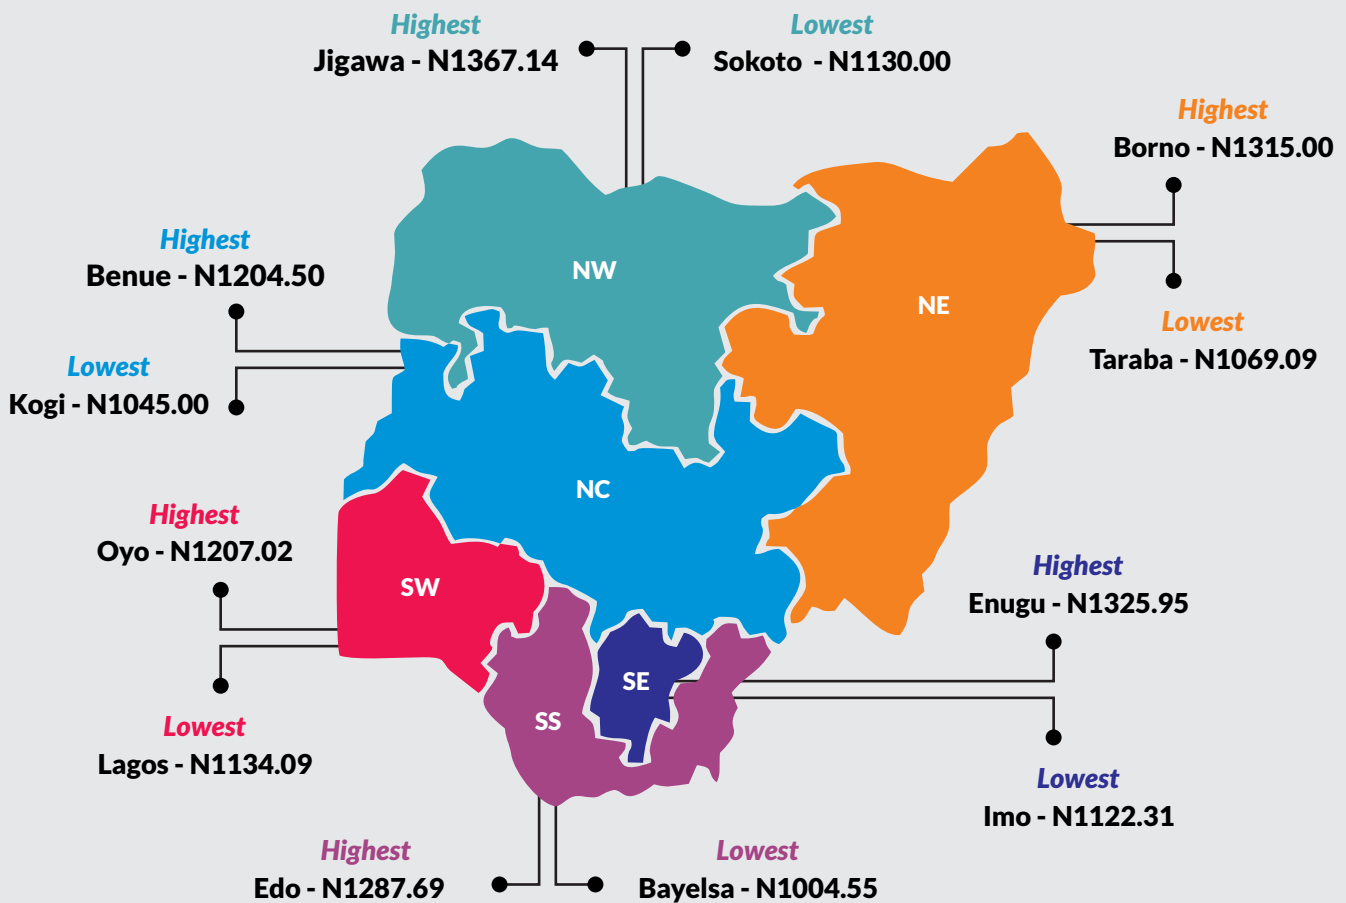 Highest
Jigawa - N1367.14
Lowest
Sokoto - N1130.00
Highest
Borno - N1315.00
Lowest
Taraba - N1069.09
Highest
Benue - N1204.50
Lowest
Kogi - N1045.00
NW
NE
NC
Highest
Oyo - N1207.02
Lowest
Lagos - N1134.09
SW
SE
SS
Highest
Enugu - N1325.95
Lowest
Imo - N1122.31
Highest
Edo - N1287.69
Lowest
Bayelsa - N1004.55